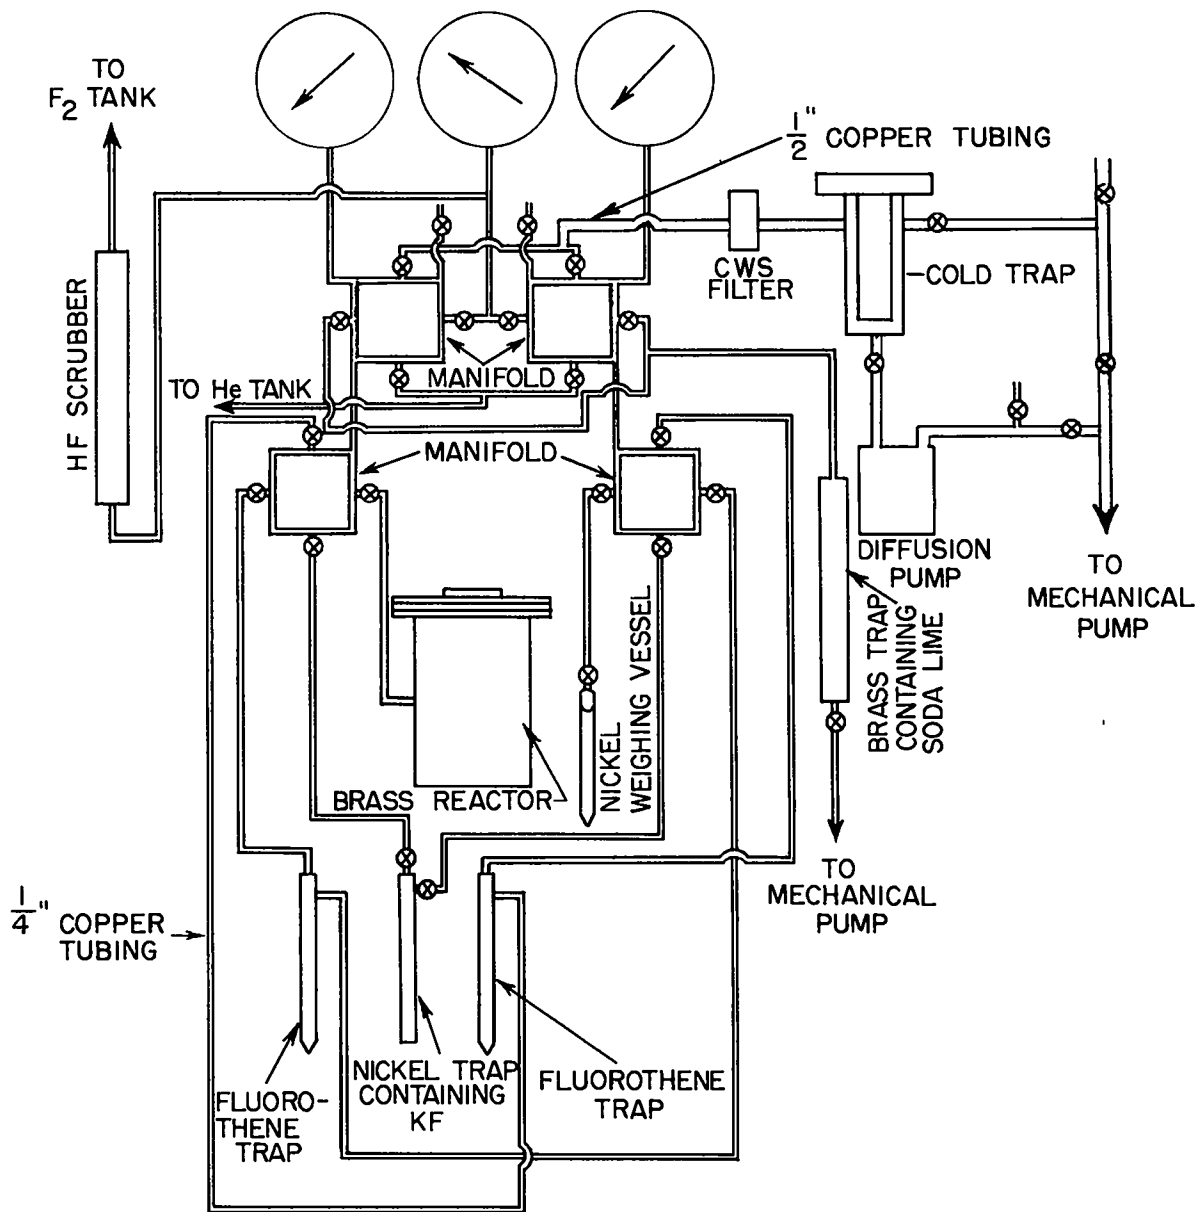 TO
F2 TANK
1/2" COPPER TUBING
HF SCRUBBER
CWS
FILTER
COLD TRAP
MANIFOLD
TO He TANK
MANIFOLD
DIFFUSION
PUMP
TO
MECHANICAL
PUMP
BRASS TRAP
CONTAINING
SODA LIME
NICKEL
WEIGHING VESSEL
BRASS REACTOR
TO
MECHANICAL
PUMP
1/4" COPPER
TUBING
FLUORO-
THENE
TRAP
NICKEL TRAP
CONTAINING
KF
FLUOROTHENE
TRAP